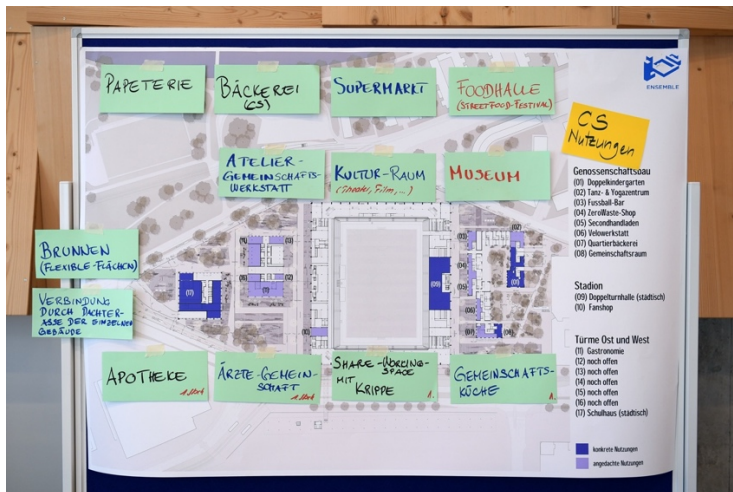 PAPETERIE
BÄCKEREI
(CS)
SUPERMARKT
FOODHALLE
(STREETFOOD-FESTIVAL)
ENSEMBLE
CS
Nutzungen
ATELIER-
GEMEINSCHAFTS-
WERKSTATT
KULTUR-RAUM
MUSEUM
Genossenschaftsbau
(01) Doppelkindergarten
(02) Tanz- & Yogazentrum
(03) Fussball-Bar
(04) ZeroWaste-Shop
(05) Secondhandladen
(06) Velowerkstatt
(07) Quartierbäckerei
(08) Gemeinschaftsraum
BRUNNEN
(FLEXIBLE-FLÄCHEN)
VERBINDUNG
DURCH DACHTER-
ASSE DER EINZELNEN
GEBÄUDE
Stadion
(09) Doppelturnhalle (städtisch)
(10) Fanshop
Türme Ost und West
(11) Gastronomie
(12) noch offen
(13) noch offen
(14) noch offen
(15) noch offen
(16) noch offen
(17) Schulhaus (städtisch)
APOTHEKE
ÄRZTE-GEMEIN-
SCHAFT
SHARE-WORKING-
SPACE
MIT
KRIPPE
1.
GEMEINSCHAFTS-
KÜCHE
konkrete Nutzungen
angedachte Nutzungen